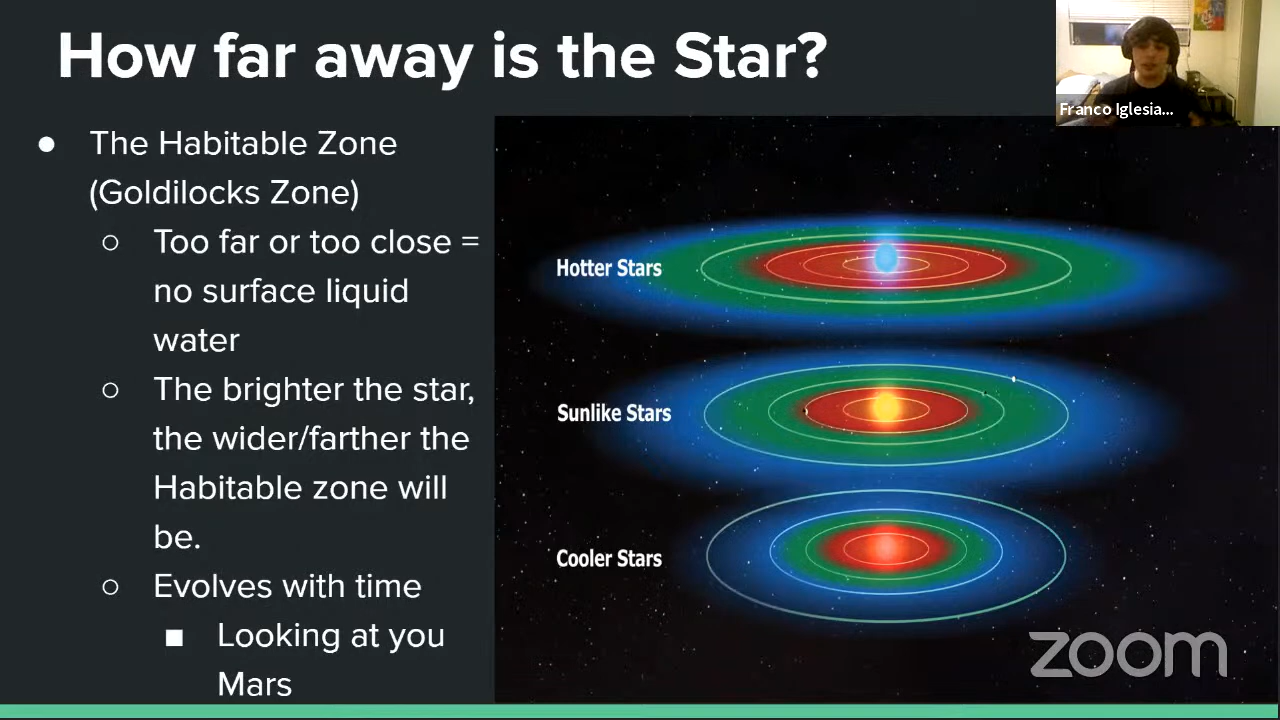 How far away is the Star?
Franco Iglesia...
● The Habitable Zone
(Goldilocks Zone)
○ Too far or too close =
no surface liquid
water
○ The brighter the star,
the wider/farther the
Habitable zone will
be.
○ Evolves with time
■ Looking at you
Mars
Hotter Stars
Sunlike Stars
Cooler Stars
zoom